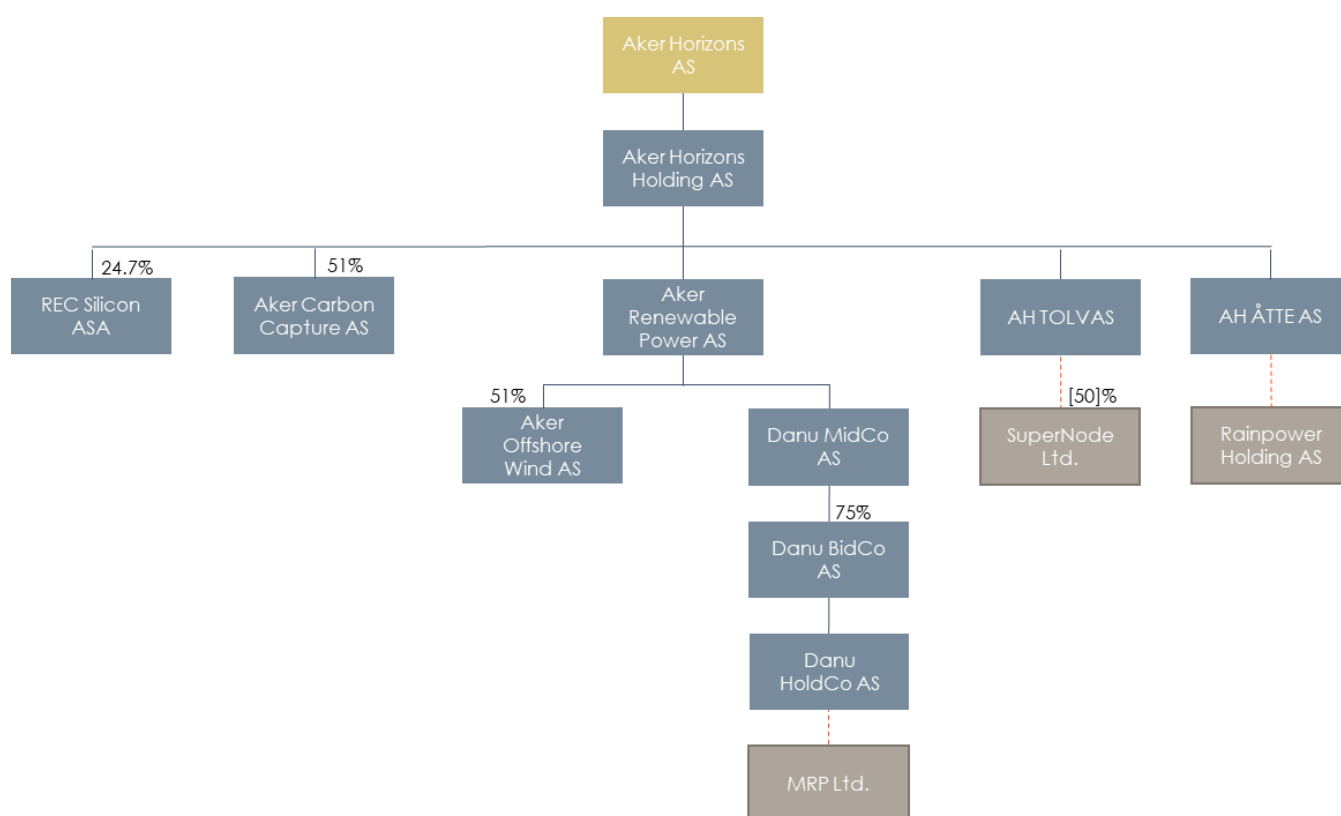 Aker Horizons
AS
Aker Horizons
Holding AS
24.7%
51%
REC Silicon
ASA
Aker Carbon
Capture AS
Aker
Renewable
Power AS
AH TOLVAS
AH ÅTTE AS
51%
[50]%
Aker
Offshore
Wind AS
Danu MidCo
AS
SuperNode
Ltd.
Rainpower
Holding AS
75%
Danu BidCo
AS
Danu
HoldCo AS
MRP Ltd.